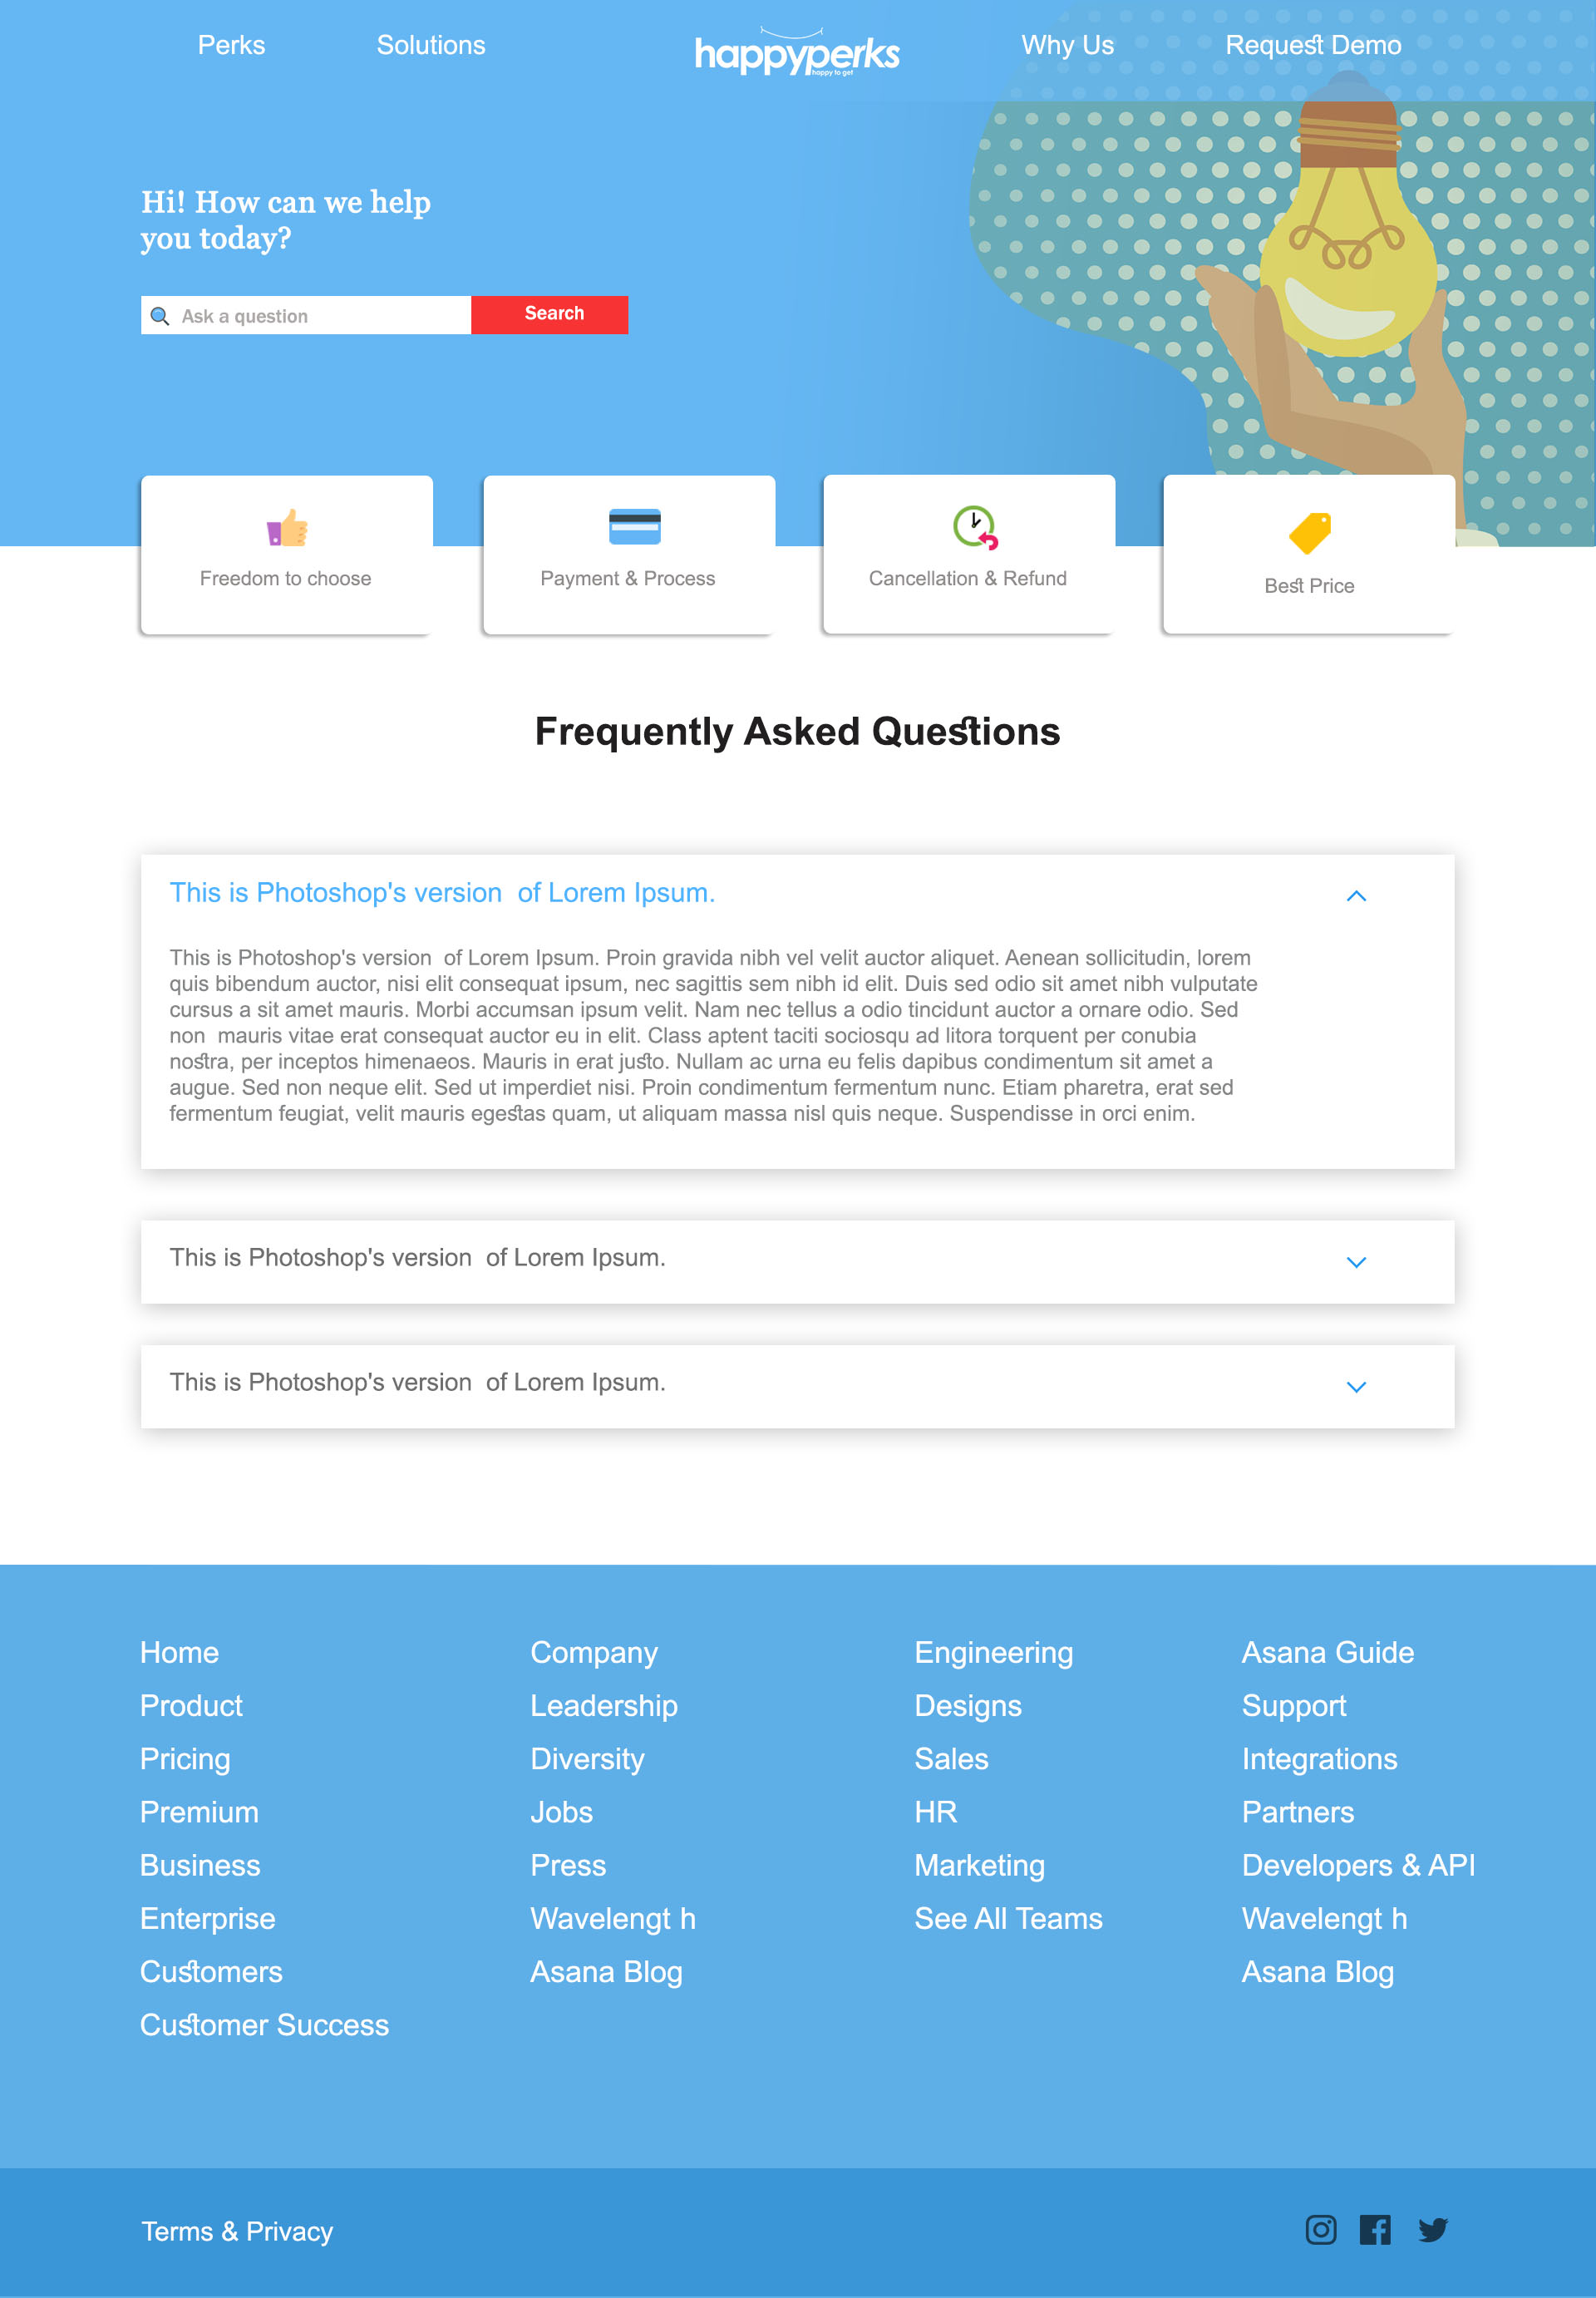 Perks
Solutions
happyperks
happy to get
Why Us
Request Demo
Hi! How can we help
you today?
Ask a question
Search
Freedom to choose
Payment & Process
Cancellation & Refund
Best Price
Frequently Asked Questions
This is Photoshop's version  of Lorem Ipsum.
This is Photoshop's version  of Lorem Ipsum. Proin gravida nibh vel velit auctor aliquet. Aenean sollicitudin, lorem
quis bibendum auctor, nisi elit consequat ipsum, nec sagittis sem nibh id elit. Duis sed odio sit amet nibh vulputate
cursus a sit amet mauris. Morbi accumsan ipsum velit. Nam nec tellus a odio tincidunt auctor a ornare odio. Sed
non  mauris vitae erat consequat auctor eu in elit. Class aptent taciti sociosqu ad litora torquent per conubia
nostra, per inceptos himenaeos. Mauris in erat justo. Nullam ac urna eu felis dapibus condimentum sit amet a
augue. Sed non neque elit. Sed ut imperdiet nisi. Proin condimentum fermentum nunc. Etiam pharetra, erat sed
fermentum feugiat, velit mauris egestas quam, ut aliquam massa nisl quis neque. Suspendisse in orci enim.
This is Photoshop's version  of Lorem Ipsum.
This is Photoshop's version  of Lorem Ipsum.
Home
Product
Pricing
Premium
Business
Enterprise
Customers
Customer Success
Company
Leadership
Diversity
Jobs
Press
Wavelengt h
Asana Blog
Engineering
Designs
Sales
HR
Marketing
See All Teams
Asana Guide
Support
Integrations
Partners
Developers & API
Wavelengt h
Asana Blog
Terms & Privacy